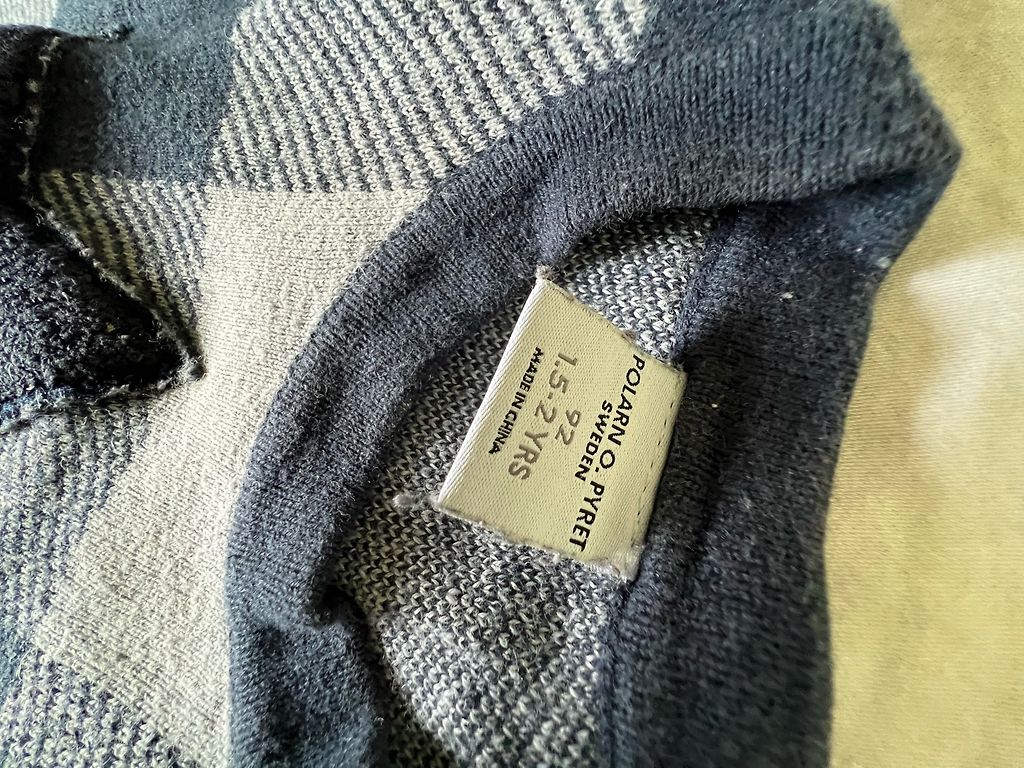 POLARN O. PYRET
SWEDEN
92
1.5-2 YRS
MADE IN CHINA